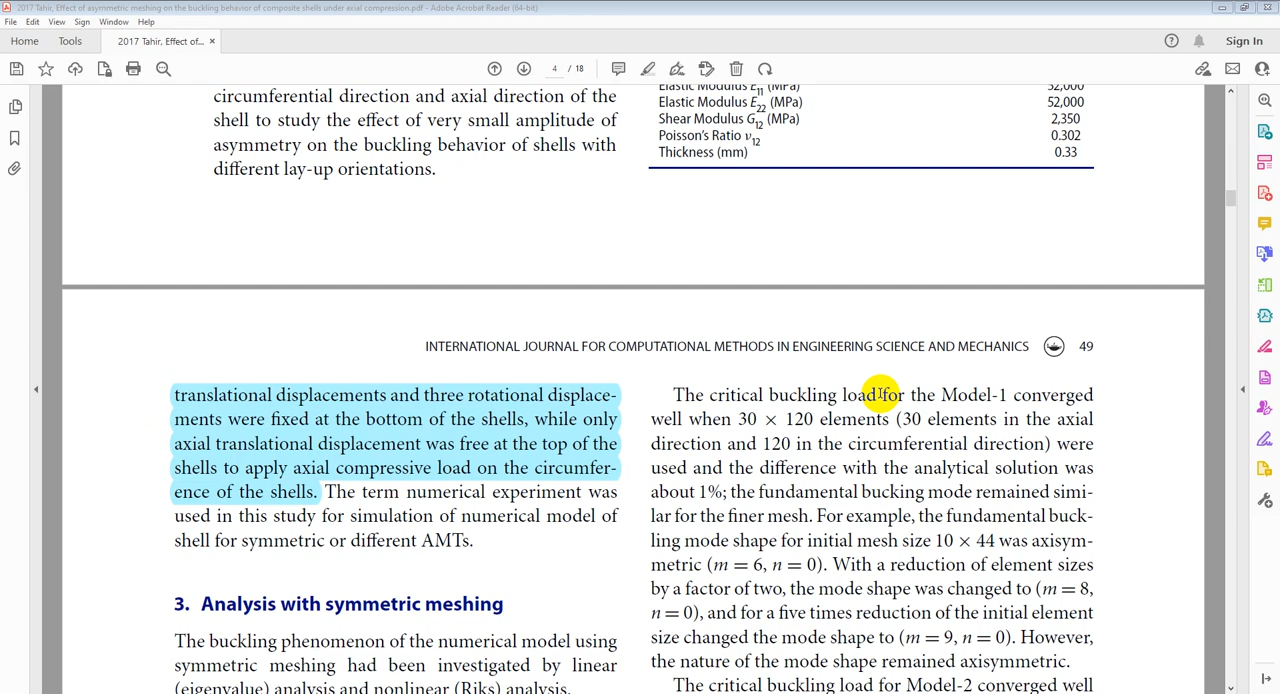 2017 Tahir, Effect of asymmetric meshing on the buckling behavior of composite shells under axial compression.pdf - Adobe Acrobat Reader (64-bit)
File Edit View Sign Window Help
Home Tools 2017 Tahir, Effect of... × Sign In
4 / 18
circumferential direction and axial direction of the
shell to study the effect of very small amplitude of
asymmetry on the buckling behavior of shells with
different lay-up orientations.
Elastic Modulus E11 (MPa) 52,000
Elastic Modulus E22 (MPa) 52,000
Shear Modulus G12 (MPa) 2,350
Poisson's Ratio υ12 0.302
Thickness (mm) 0.33
INTERNATIONAL JOURNAL FOR COMPUTATIONAL METHODS IN ENGINEERING SCIENCE AND MECHANICS 49
translational displacements and three rotational displace-
ments were fixed at the bottom of the shells, while only
axial translational displacement was free at the top of the
shells to apply axial compressive load on the circumfer-
ence of the shells. The term numerical experiment was
used in this study for simulation of numerical model of
shell for symmetric or different AMTs.
3. Analysis with symmetric meshing
The buckling phenomenon of the numerical model using
symmetric meshing had been investigated by linear
(eigenvalue) analysis and nonlinear (Riks) analysis.
The critical buckling load for the Model-1 converged
well when 30 × 120 elements (30 elements in the axial
direction and 120 in the circumferential direction) were
used and the difference with the analytical solution was
about 1%; the fundamental bucking mode remained simi-
lar for the finer mesh. For example, the fundamental buck-
ling mode shape for initial mesh size 10 × 44 was axisym-
metric (m = 6, n = 0). With a reduction of element sizes
by a factor of two, the mode shape was changed to (m = 8,
n = 0), and for a five times reduction of the initial element
size changed the mode shape to (m = 9, n = 0). However,
the nature of the mode shape remained axisymmetric.
The critical buckling load for Model-2 converged well